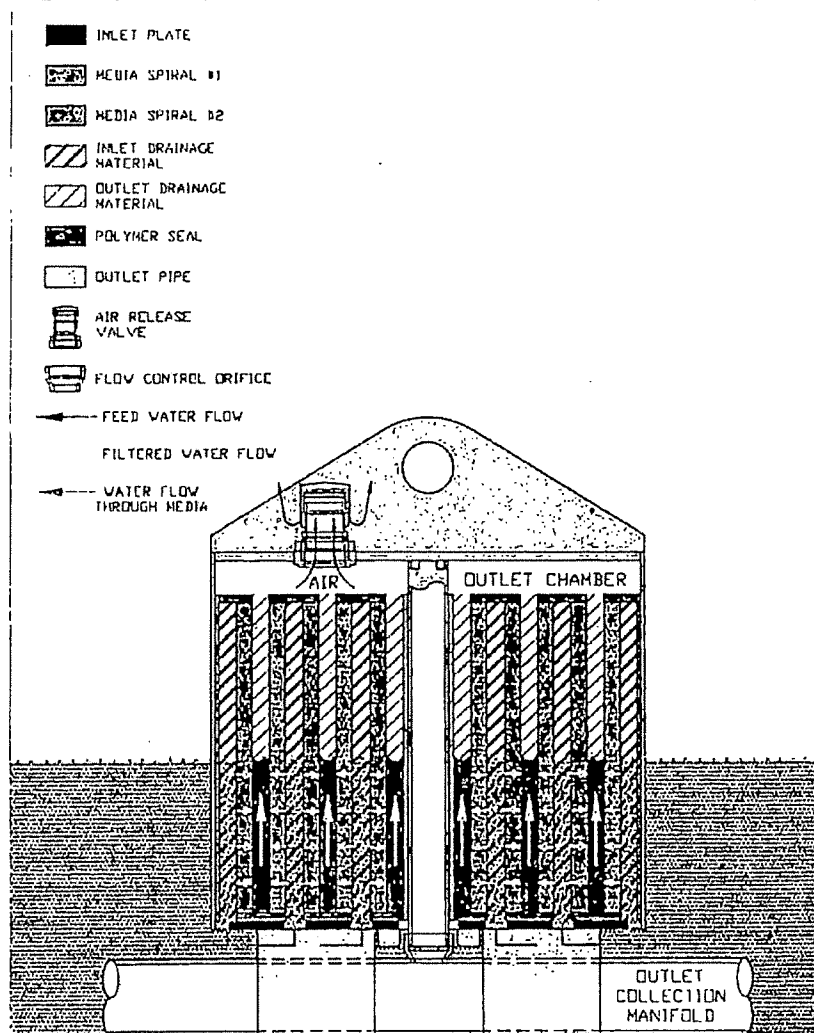 INLET PLATE
MEDIA SPIRAL #1
MEDIA SPIRAL #2
INLET DRAINAGE
MATERIAL
OUTLET DRAINAGE
MATERIAL
POLYMER SEAL
OUTLET PIPE
AIR RELEASE
VALVE
FLOW CONTROL ORIFICE
FEED WATER FLOW
FILTERED WATER FLOW
WATER FLOW
THROUGH MEDIA
AIR
OUTLET CHAMBER
OUTLET
COLLECTION
MANIFOLD